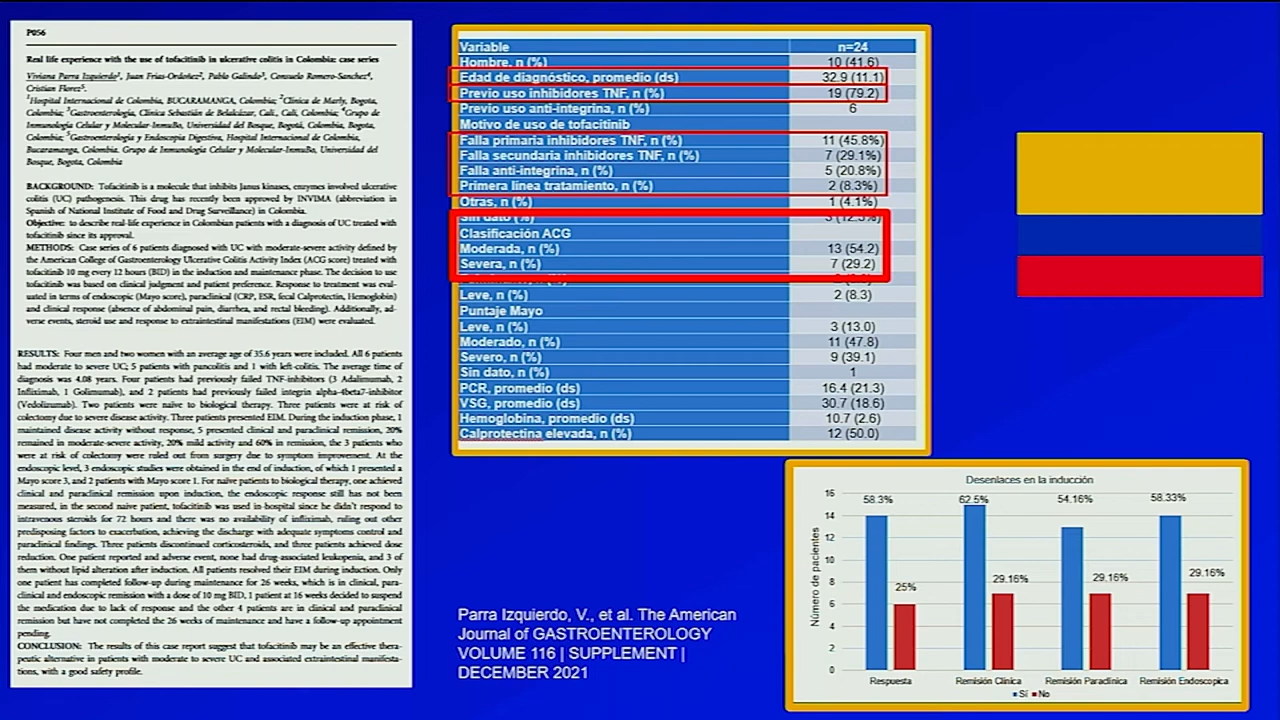 P056
Real life experience with the use of tofacitinib in ulcerative colitis in Colombia: case series
Viviana Parra Izquierdo¹, Juan Frias-Ordoñez², Pablo Galindo³, Consuelo Romero-Sanchez⁴,
Cristian Florez⁵.
¹Hospital Internacional de Colombia, BUCARAMANGA, Colombia; ²Clínica de Marly, Bogota,
Colombia; ³Gastroenterología, Clínica Sebastián de Belalcázar, Cali., Cali, Colombia; ⁴Grupo de
Inmunología Celular y Molecular-InmuBo, Universidad del Bosque, Bogotá, Colombia, Bogota,
Colombia; ⁵Gastroenterología y Endoscopia Digestiva, Hospital Internacional de Colombia,
Bucaramanga, Colombia. Grupo de Inmunología Celular y Molecular-InmuBo, Universidad del
Bosque, Bogota, Colombia
BACKGROUND: Tofacitinib is a molecule that inhibits Janus kinases, enzymes involved ulcerative
colitis (UC) pathogenesis. This drug has recently been approved by INVIMA (abbreviation in
Spanish of National Institute of Food and Drug Surveillance) in Colombia.
Objective: to describe real-life experience in Colombian patients with a diagnosis of UC treated with
tofacitinib since its approval.
METHODS: Case series of 6 patients diagnosed with UC with moderate-severe activity defined by
the American College of Gastroenterology Ulcerative Colitis Activity Index (ACG score) treated with
tofacitinib 10 mg every 12 hours (BID) in the induction and maintenance phase. The decision to use
tofacitinib was based on clinical judgment and patient preference. Response to treatment was eval-
uated in terms of endoscopic (Mayo score), paraclinical (CRP, ESR, fecal Calprotectin, Hemoglobin)
and clinical response (absence of abdominal pain, diarrhea, and rectal bleeding). Additionally, ad-
verse events, steroid use and response to extraintestinal manifestations (EIM) were evaluated.
RESULTS: Four men and two women with an average age of 35.6 years were included. All 6 patients
had moderate to severe UC; 5 patients with pancolitis and 1 with left-colitis. The average time of
diagnosis was 4.08 years. Four patients had previously failed TNF-inhibitors (3 Adalimumab, 2
Infliximab, 1 Golimumab), and 2 patients had previously failed integrin alpha-4beta7-inhibitor
(Vedolizumab). Two patients were naive to biological therapy. Three patients were at risk of
colectomy due to severe disease activity. Three patients presented EIM. During the induction phase, 1
maintained disease activity without response, 5 presented clinical and paraclinical remission, 20%
remained in moderate-severe activity, 20% mild activity and 60% in remission, the 3 patients who
were at risk of colectomy were ruled out from surgery due to symptom improvement. At the
endoscopic level, 3 endoscopic studies were obtained in the end of induction, of which 1 presented a
Mayo score 3, and 2 patients with Mayo score 1. For naïve patients to biological therapy, one achieved
clinical and paraclinical remission upon induction, the endoscopic response still has not been
measured, in the second naive patient, tofacitinib was used in-hospital since he didn't respond to
intravenous steroids for 72 hours and there was no availability of infliximab, ruling out other
predisposing factors to exacerbation, achieving the discharge with adequate symptoms control and
paraclinical findings. Three patients discontinued corticosteroids, and three patients achieved dose
reduction. One patient reported and adverse event, none had drug-associated leukopenia, and 3 of
them without lipid alteration after induction. All patients resolved their EIM during induction. Only
one patient has completed follow-up during maintenance for 26 weeks, which is in clinical, para-
clinical and endoscopic remission with a dose of 10 mg BID, 1 patient at 16 weeks decided to suspend
the medication due to lack of response and the other 4 patients are in clinical and paraclinical
remission but have not completed the 26 weeks of maintenance and have a follow-up appointment
pending.
CONCLUSION: The results of this case report suggest that tofacitinib may be an effective thera-
peutic alternative in patients with moderate to severe UC and associated extraintestinal manifesta-
tions, with a good safety profile.
Variable n=24
Hombre, n (%) 10 (41.6)
Edad de diagnóstico, promedio (ds) 32.9 (11.1)
Previo uso inhibidores TNF, n (%) 19 (79.2)
Previo uso anti-integrina, n (%) 6
Motivo de uso de tofacitinib
Falla primaria inhibidores TNF, n (%) 11 (45.8%)
Falla secundaria inhibidores TNF, n (%) 7 (29.1%)
Falla anti-integrina, n (%) 5 (20.8%)
Primera línea tratamiento, n (%) 2 (8.3%)
Otras, n (%) 1 (4.1%)
Sin dato (%) 3 (12.5%)
Clasificación ACG
Moderada, n (%) 13 (54.2)
Severa, n (%) 7 (29.2)
Leve, n (%) 2 (8.3)
Puntaje Mayo
Leve, n (%) 3 (13.0)
Moderado, n (%) 11 (47.8)
Severo, n (%) 9 (39.1)
Sin dato, n (%) 1
PCR, promedio (ds) 16.4 (21.3)
VSG, promedio (ds) 30.7 (18.6)
Hemoglobina, promedio (ds) 10.7 (2.6)
Calprotectina elevada, n (%) 12 (50.0)
Parra Izquierdo, V., et al. The American
Journal of GASTROENTEROLOGY
VOLUME 116 | SUPPLEMENT |
DECEMBER 2021
Desenlaces en la inducción
Número de pacientes
16
14
12
10
8
6
4
2
0
58.3% 25% 62.5% 29.16% 54.16% 29.16% 58.33% 29.16%
Respuesta Remisión Clínica Remisión Paraclínica Remisión Endoscopica
Sí No